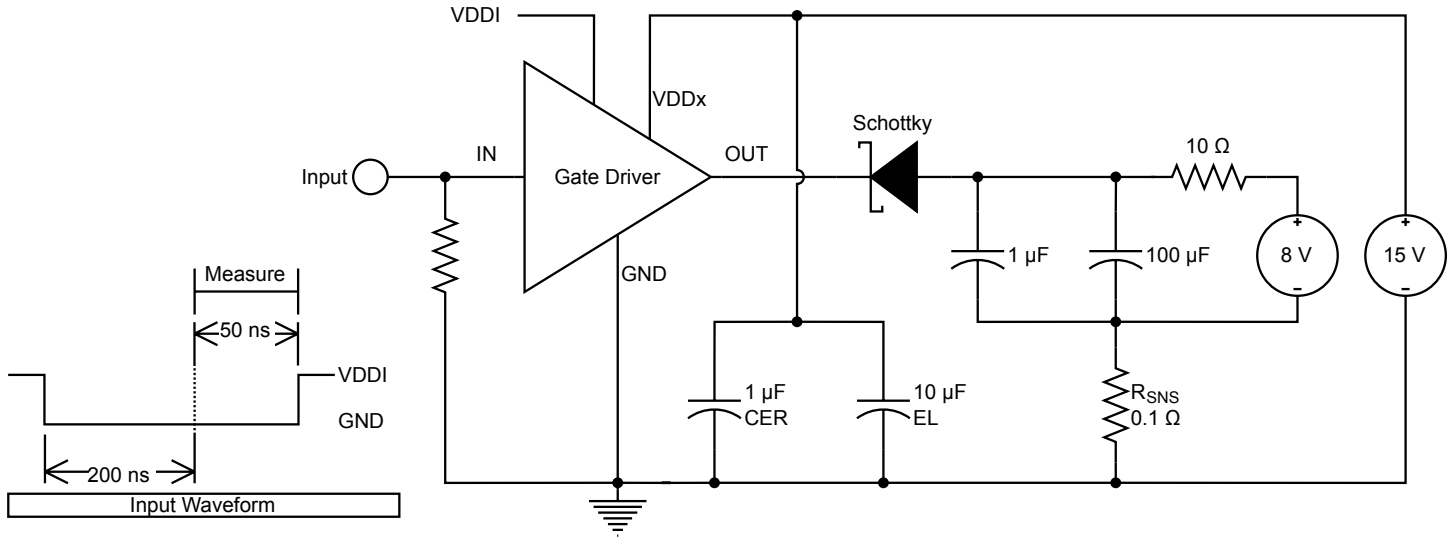 VDDI
VDDx
Schottky
IN
OUT
10 Ω
Input
Gate Driver
+
+
1 µF
100 µF
8 V
15 V
GND
Measure
–
–
50 ns
VDDI
1 µF
CER
10 µF
EL
RSNS
0.1 Ω
GND
200 ns
Input Waveform